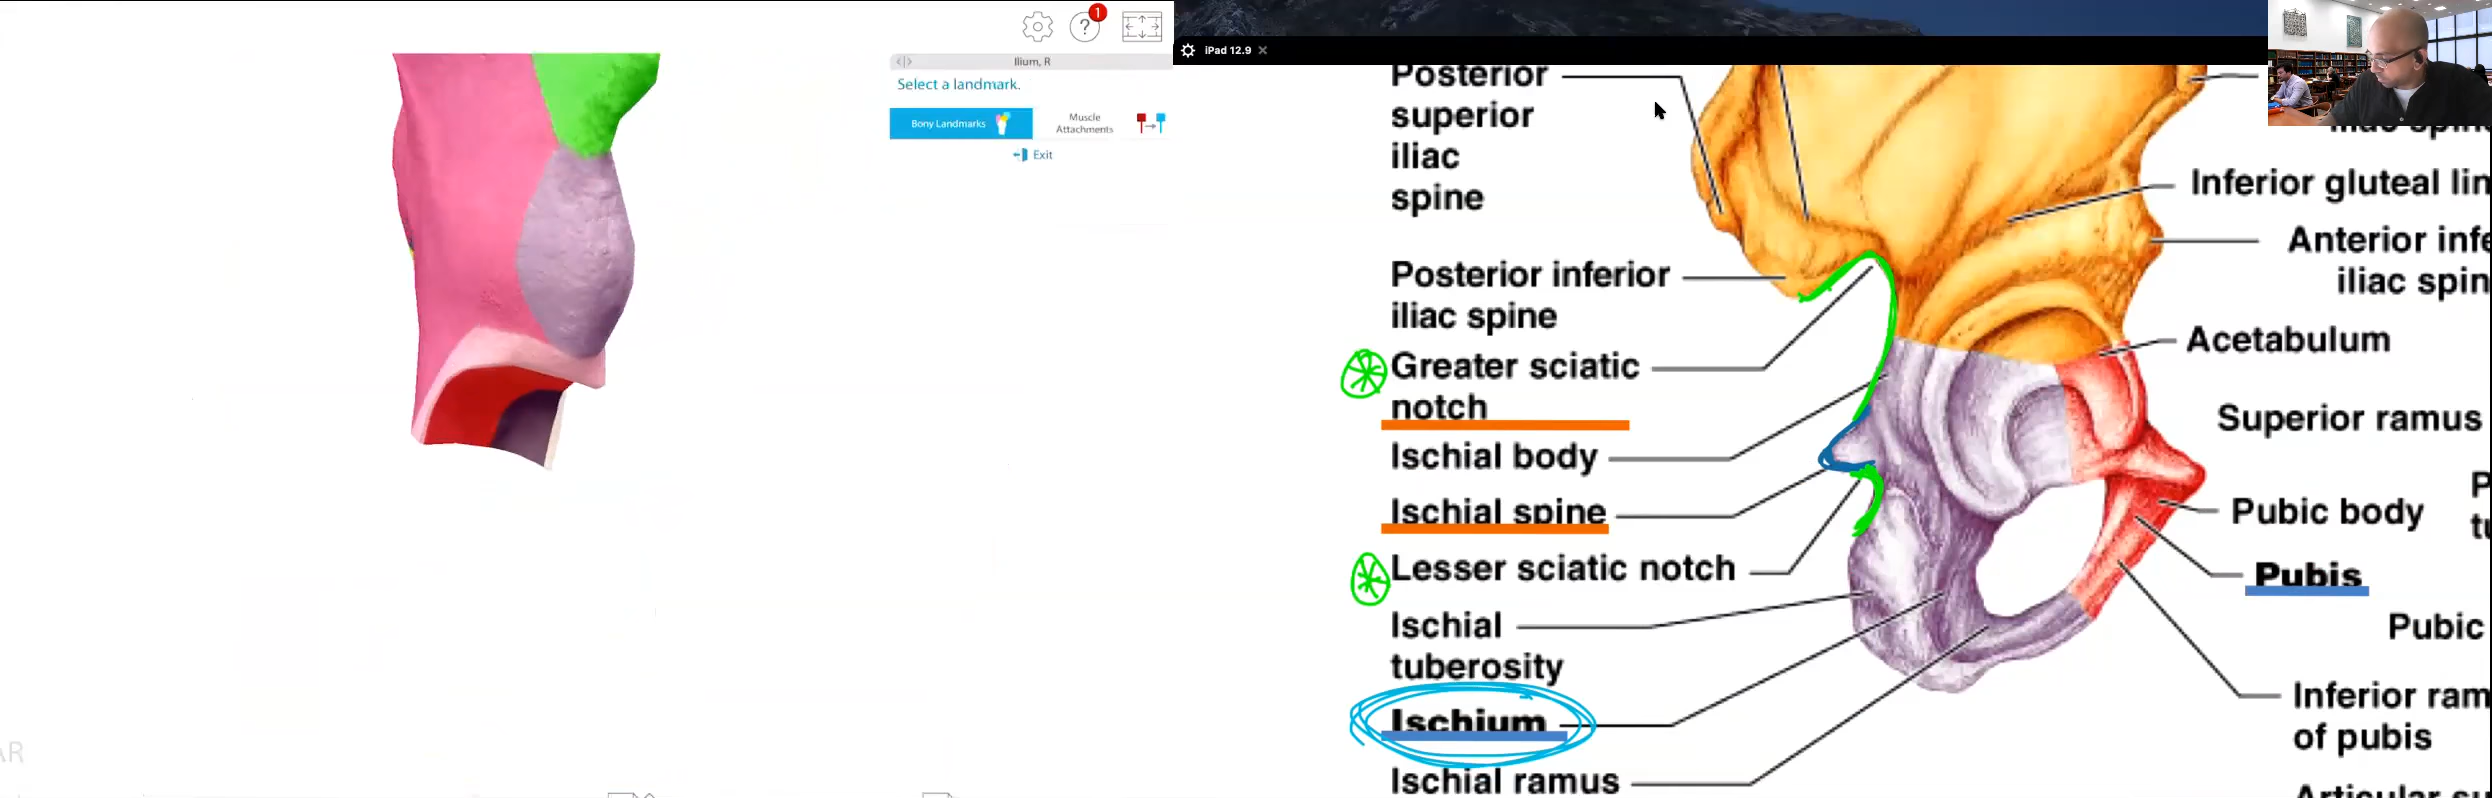 1
?
Ilium, R
Select a landmark.
Bony Landmarks
Muscle
Attachments
Exit
AR
iPad 12.9
Posterior
superior
iliac
spine
Posterior inferior
iliac spine
Greater sciatic
notch
Ischial body
Ischial spine
Lesser sciatic notch
Ischial
tuberosity
Ischium
Ischial ramus
Inferior gluteal lin
Anterior infe
iliac spin
Acetabulum
Superior ramus
Pubic body
Pubis
Pubic
Inferior ram
of pubis